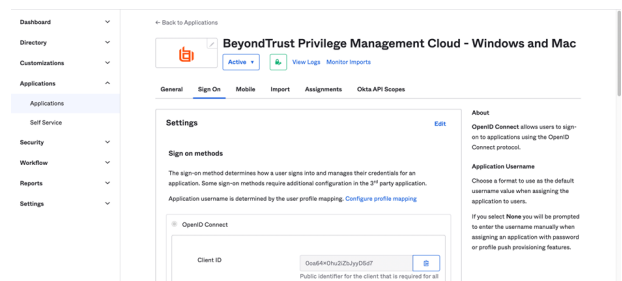 Dashboard
Directory
Customizations
Applications
Applications
Self Service
Security
Workflow
Reports
Settings
← Back to Applications
BeyondTrust Privilege Management Cloud - Windows and Mac
Active ▼
View Logs Monitor Imports
General Sign On Mobile Import Assignments Okta API Scopes
Settings Edit
Sign on methods
The sign-on method determines how a user signs into and manages their credentials for an
application. Some sign-on methods require additional configuration in the 3rd party application.
Application username is determined by the user profile mapping. Configure profile mapping
OpenID Connect
Client ID
Public identifier for the client that is required for all
About
OpenID Connect allows users to sign-
on to applications using the OpenID
Connect protocol.
Application Username
Choose a format to use as the default
username value when assigning the
application to users.
If you select None you will be prompted
to enter the username manually when
assigning an application with password
or profile push provisioning features.